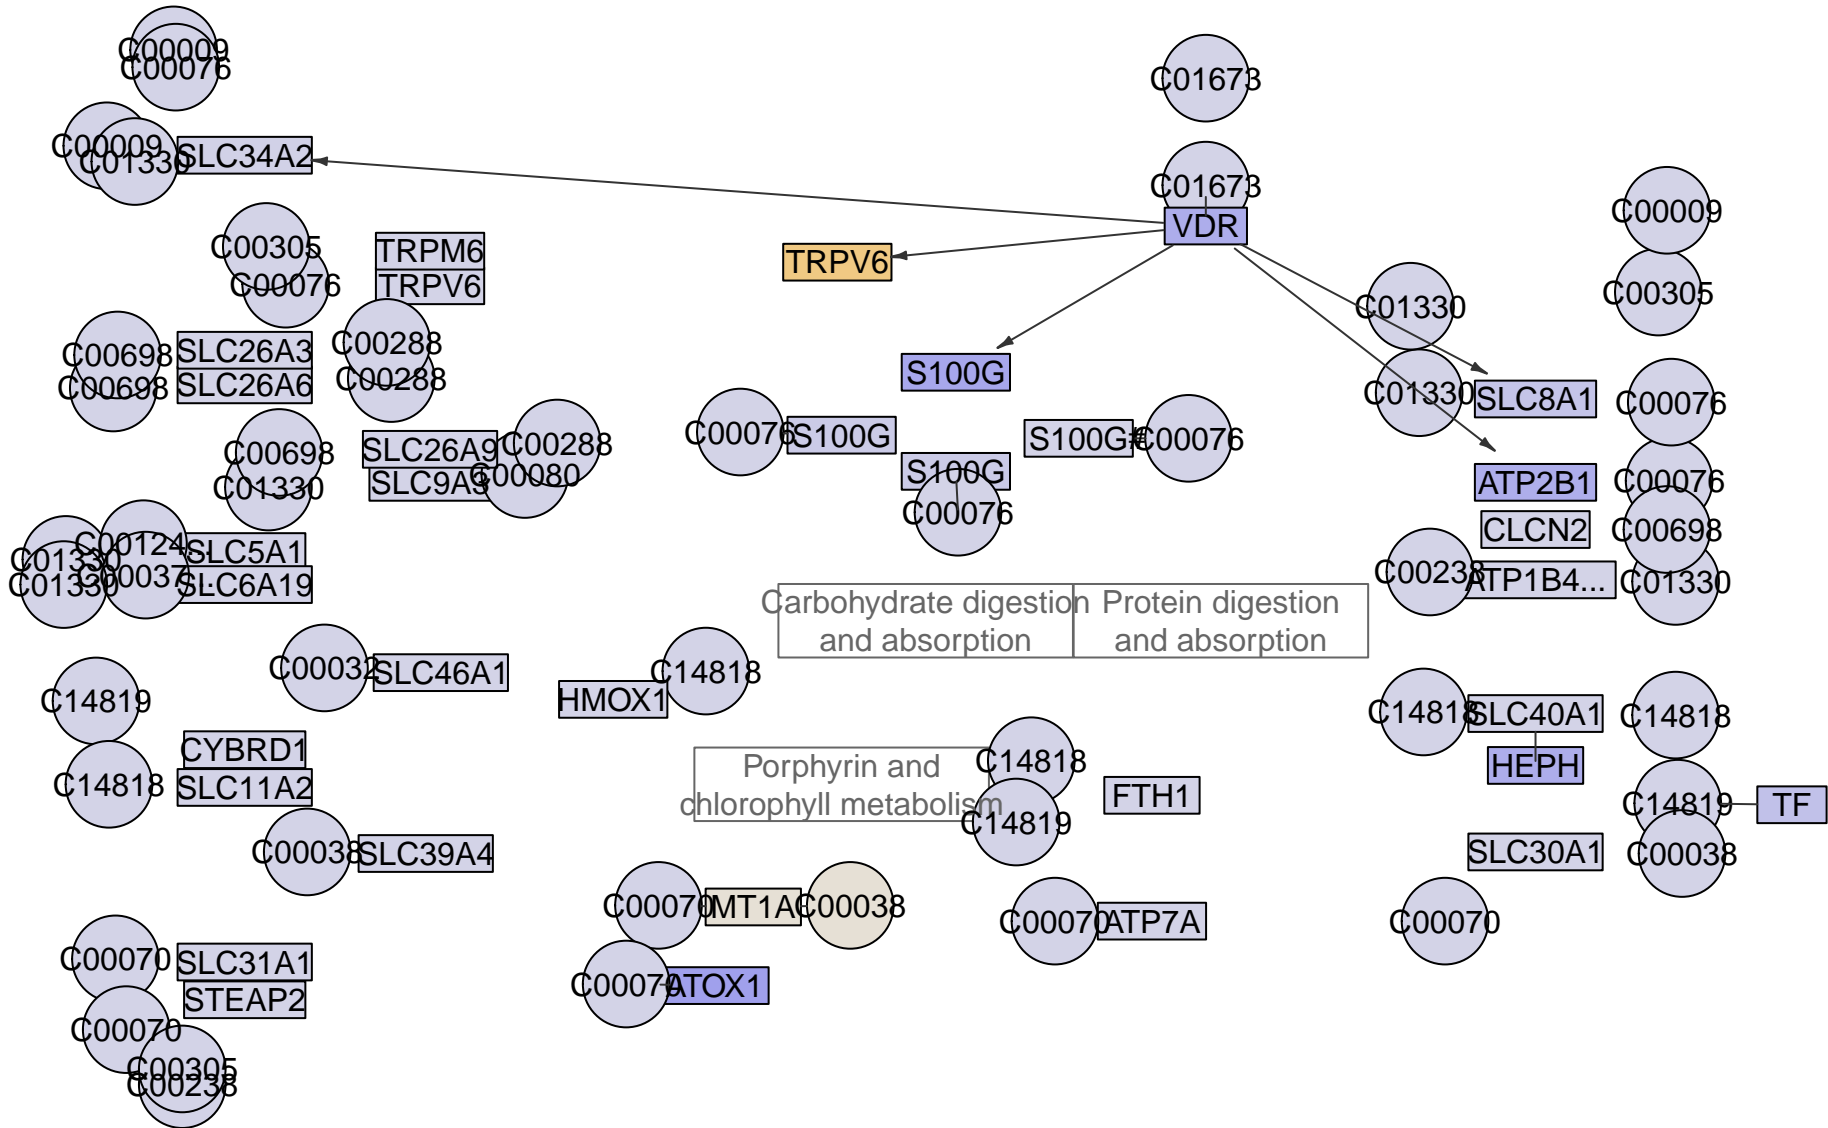 C00009
C00076
C01673
C00009
C01330
SLC34A2
C01673
VDR
C00009
C00305
C00076
TRPM6
TRPV6
TRPV6
C01330
C00305
C00698
C00698
SLC26A3
SLC26A6
C00288
C00288
S100G
C01330
SLC8A1
C00076
C00698
C01330
SLC26A9
SLC9A3
C00288
C00080
C00076
S100G
S100G
C00076
S100G#
C00076
ATP2B1
C00076
CLCN2
C00698
C01330
C01330
C00124...
C00037...
SLC5A1
SLC6A19
C00238
ATP1B4...
C01330
Carbohydrate digestion
and absorption
Protein digestion
and absorption
C00032
SLC46A1
HMOX1
C14818
C14819
C14818
SLC40A1
C14818
CYBRD1
SLC11A2
C14818
HEPH
Porphyrin and
chlorophyll metabolism
C14818
C14819
FTH1
C14819
TF
C00038
SLC39A4
SLC30A1
C00038
C00070
MT1A
C00038
C00070
ATP7A
C00070
C00070
SLC31A1
STEAP2
C00070
ATOX1
C00070
C00305
C00238